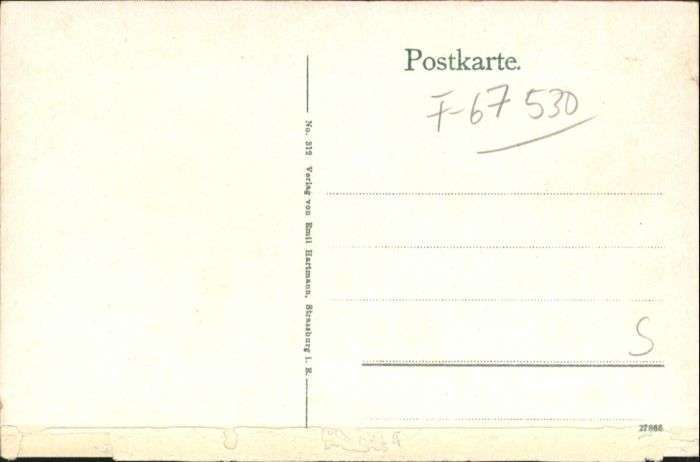 Postkarte.
F-67 530
No. 312 Verlag von Emil Hartmann, Strassburg i. E.
S